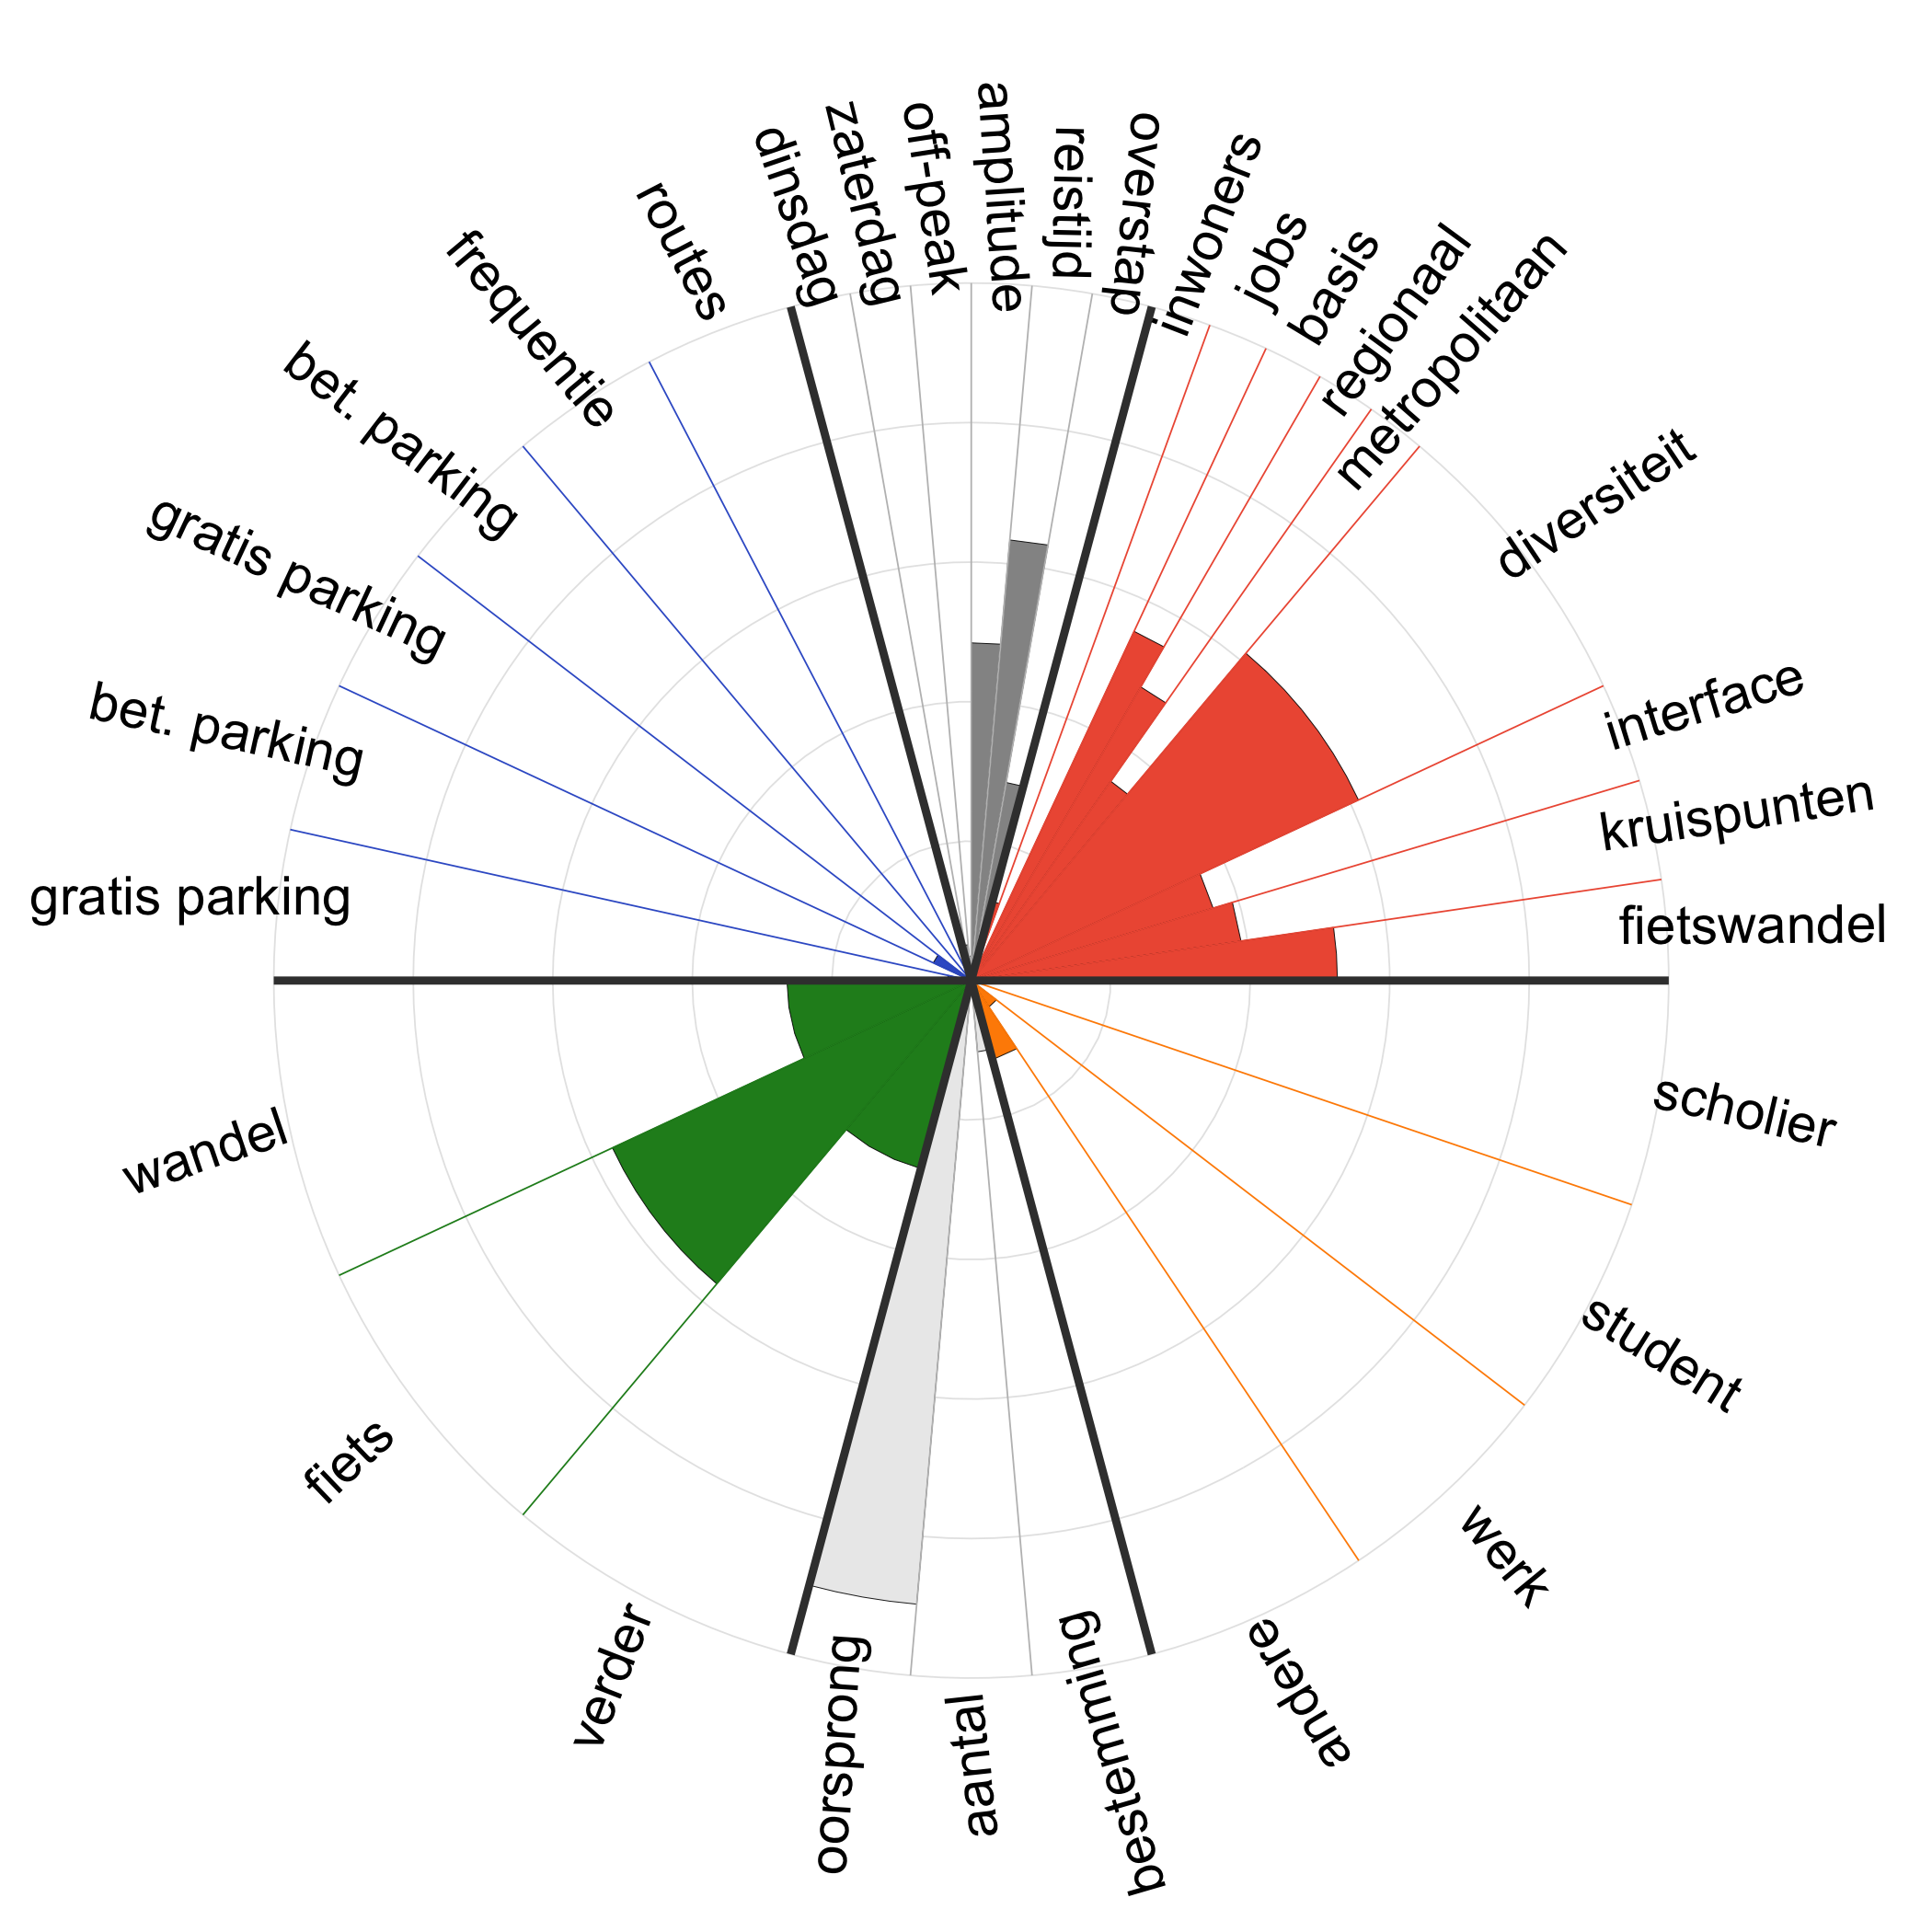 dinsdag
zaterdag
off-peak
amplitude
reistijd
overstap
inwoners
jobs
basis
regionaal
metropolitaan
diversiteit
interface
kruispunten
fietswandel
scholier
student
werk
andere
bestemming
aantal
oorsprong
verder
fiets
wandel
gratis parking
bet. parking
gratis parking
bet. parking
frequentie
routes